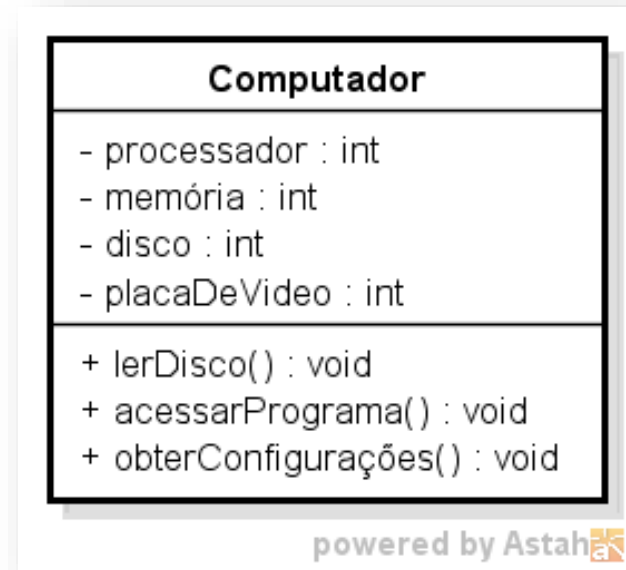 Computador
- processador : int
- memória : int
- disco : int
- placaDeVideo : int
+ lerDisco() : void
+ acessarPrograma() : void
+ obterConfigurações() : void
powered by Astah